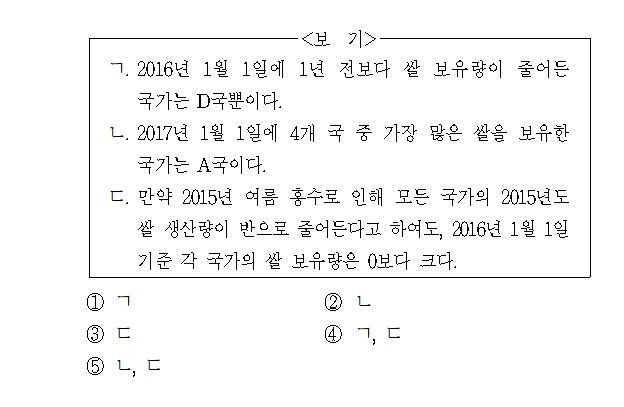 <보 기>
ㄱ. 2016년 1월 1일에 1년 전보다 쌀 보유량이 줄어든
국가는 D국뿐이다.
ㄴ. 2017년 1월 1일에 4개 국 중 가장 많은 쌀을 보유한
국가는 A국이다.
ㄷ. 만약 2015년 여름 홍수로 인해 모든 국가의 2015년도
쌀 생산량이 반으로 줄어든다고 하여도, 2016년 1월 1일
기준 각 국가의 쌀 보유량은 0보다 크다.
① ㄱ ② ㄴ
③ ㄷ ④ ㄱ, ㄷ
⑤ ㄴ, ㄷ